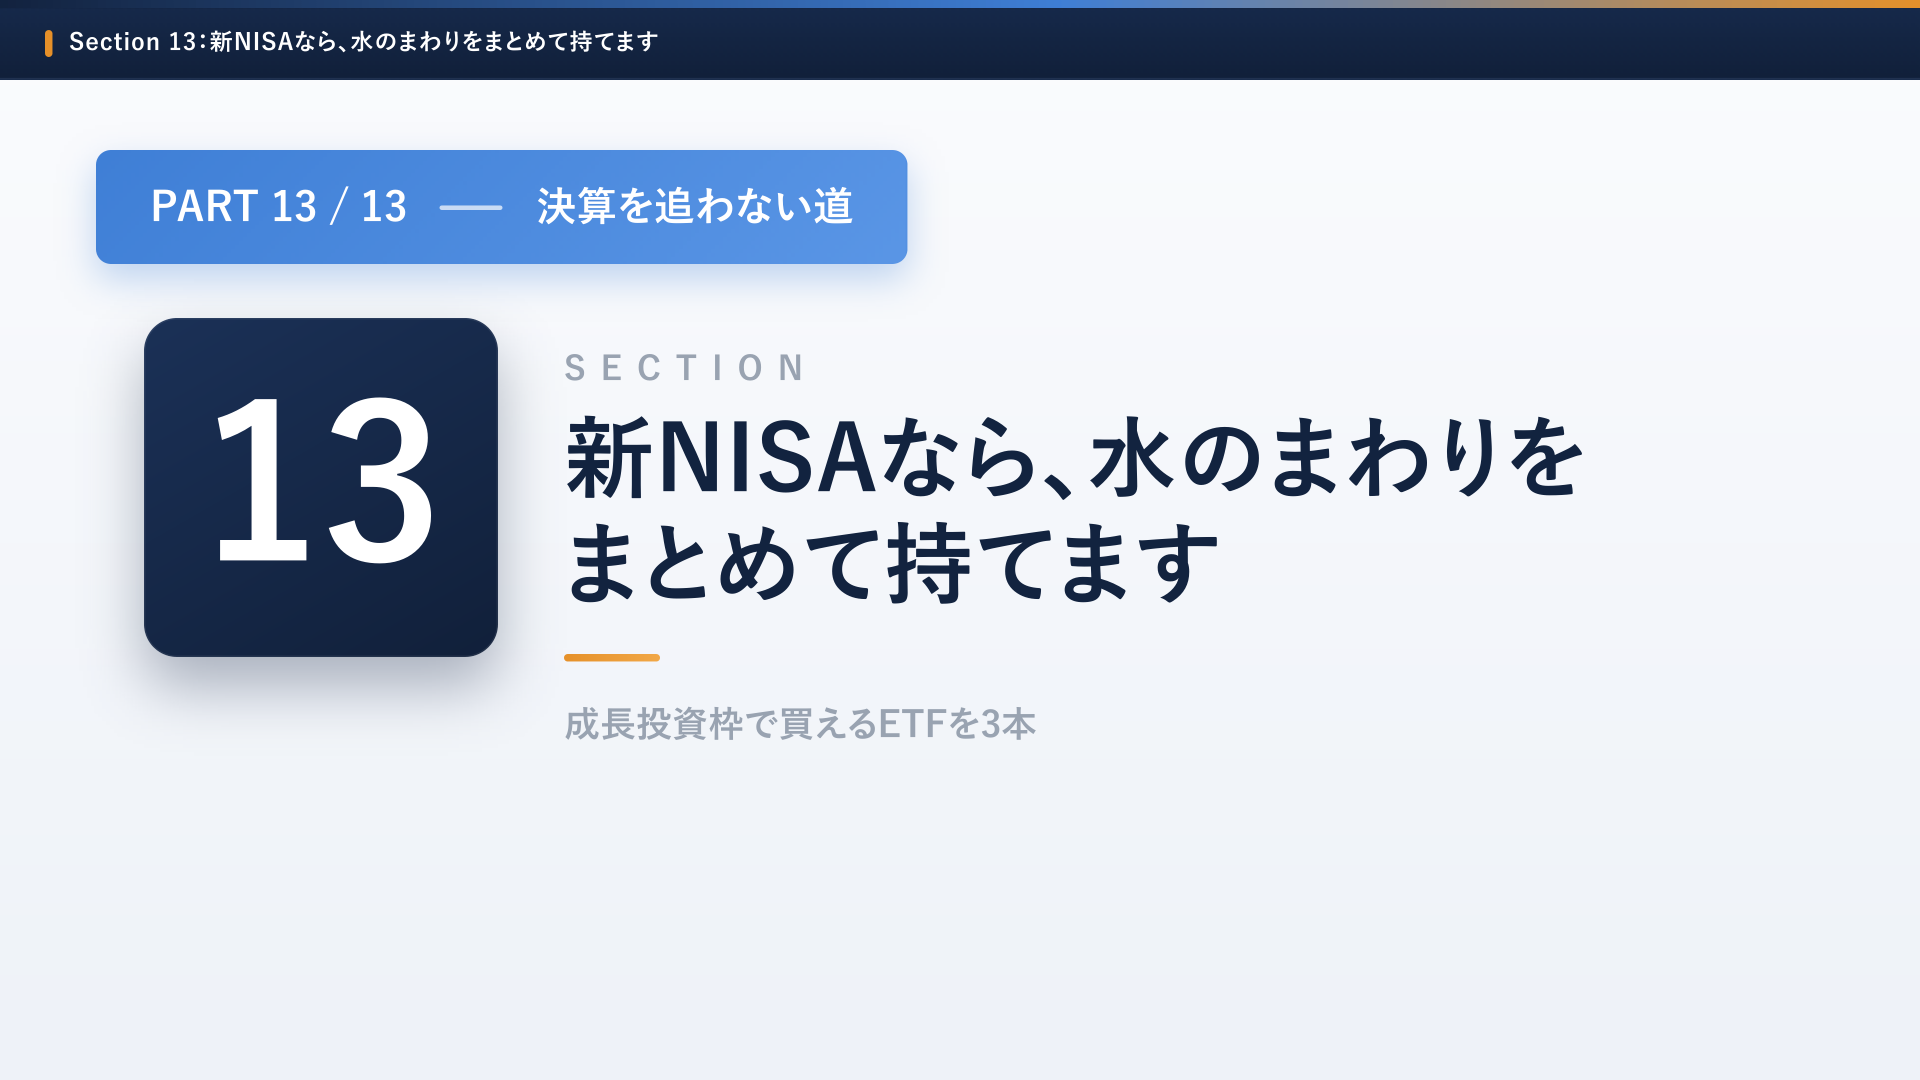 Section 13：新NISAなら、水のまわりをまとめて持てます
PART 13 / 13 — 決算を追わない道
13
SECTION
新NISAなら、水のまわりを
まとめて持てます
成長投資枠で買えるETFを3本